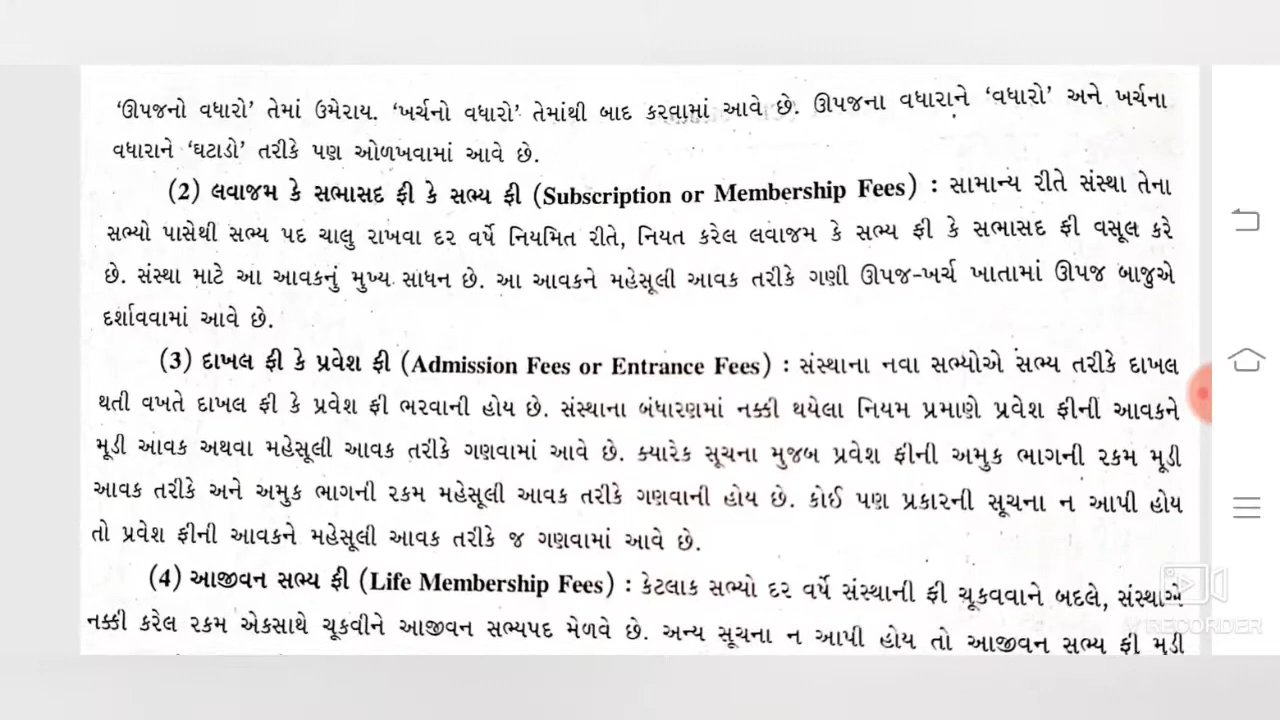 ‘ઊપજનો વધારો’ તેમાં ઉમેરાય. ‘ખર્ચનો વધારો’ તેમાંથી બાદ કરવામાં આવે છે. ઊપજના વધારાને ‘વધારો’ અને ખર્ચના
વધારાને ‘ઘટાડો’ તરીકે પણ ઓળખવામાં આવે છે.
(2) લવાજમ કે સભાસદ ફી કે સભ્ય ફી (Subscription or Membership Fees) : સામાન્ય રીતે સંસ્થા તેના
સભ્યો પાસેથી સભ્ય પદ ચાલુ રાખવા દર વર્ષે નિયમિત રીતે, નિયત કરેલ લવાજમ કે સભ્ય ફી કે સભાસદ ફી વસૂલ કરે
છે. સંસ્થા માટે આ આવકનું મુખ્ય સાધન છે. આ આવકને મહેસૂલી આવક તરીકે ગણી ઊપજ-ખર્ચ ખાતામાં ઊપજ બાજુએ
દર્શાવવામાં આવે છે.
(3) દાખલ ફી કે પ્રવેશ ફી (Admission Fees or Entrance Fees) : સંસ્થાના નવા સભ્યોએ સભ્ય તરીકે દાખલ
થતી વખતે દાખલ ફી કે પ્રવેશ ફી ભરવાની હોય છે. સંસ્થાના બંધારણમાં નક્કી થયેલા નિયમ પ્રમાણે પ્રવેશ ફીની આવકને
મૂડી આવક અથવા મહેસૂલી આવક તરીકે ગણવામાં આવે છે. ક્યારેક સૂચના મુજબ પ્રવેશ ફીની અમુક ભાગની રકમ મૂડી
આવક તરીકે અને અમુક ભાગની રકમ મહેસૂલી આવક તરીકે ગણવાની હોય છે. કોઈ પણ પ્રકારની સૂચના ન આપી હોય
તો પ્રવેશ ફીની આવકને મહેસૂલી આવક તરીકે જ ગણવામાં આવે છે.
(4) આજીવન સભ્ય ફી (Life Membership Fees) : કેટલાક સભ્યો દર વર્ષે સંસ્થાની ફી ચૂકવવાને બદલે, સંસ્થાએ
નક્કી કરેલ રકમ એકસાથે ચૂકવીને આજીવન સભ્યપદ મેળવે છે. અન્ય સૂચના ન આપી હોય તો આજીવન સભ્ય ફી મૂડી
RECORDER